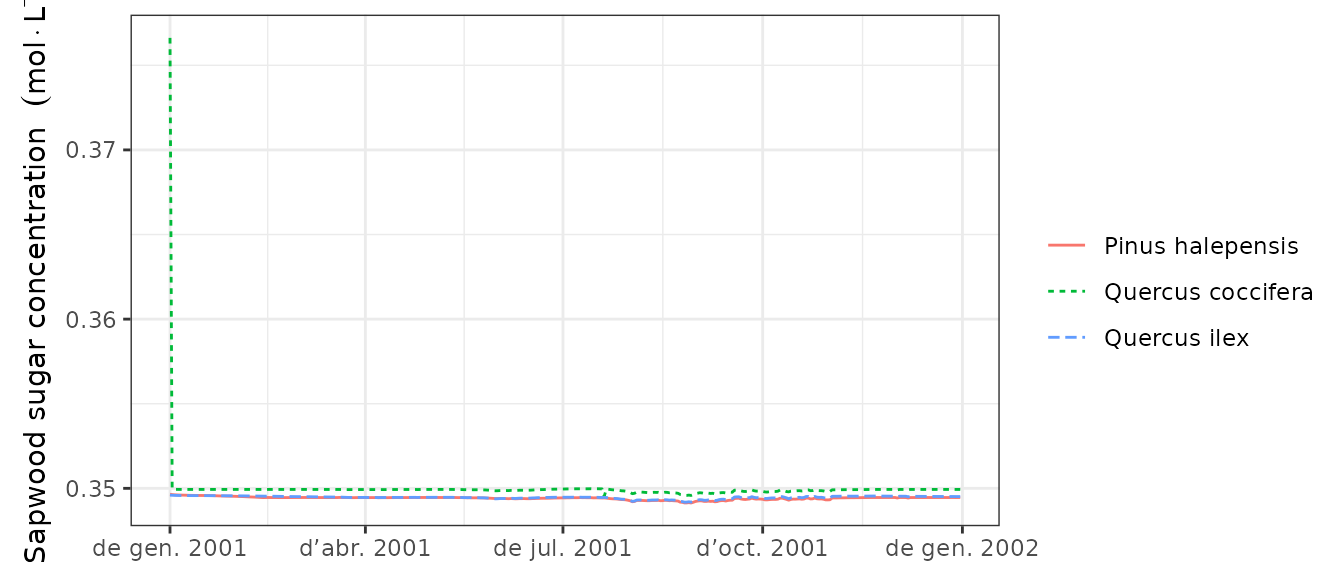 Sapwood sugar concentration (mol·L⁻
0.37
0.36
0.35
de gen. 2001
d’abr. 2001
de jul. 2001
d’oct. 2001
de gen. 2002
Pinus halepensis
Quercus coccifera
Quercus ilex